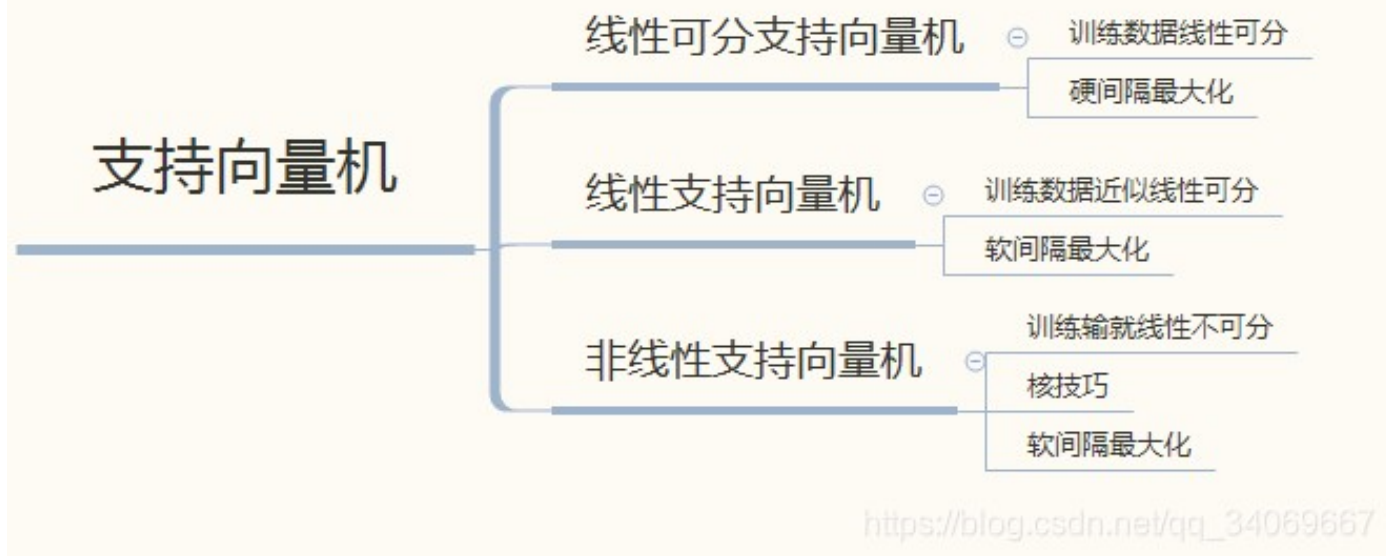 支持向量机
线性可分支持向量机
训练数据线性可分
硬间隔最大化
线性支持向量机
训练数据近似线性可分
软间隔最大化
非线性支持向量机
训练输就线性不可分
核技巧
软间隔最大化
https://blog.csdn.net/qq_34069667